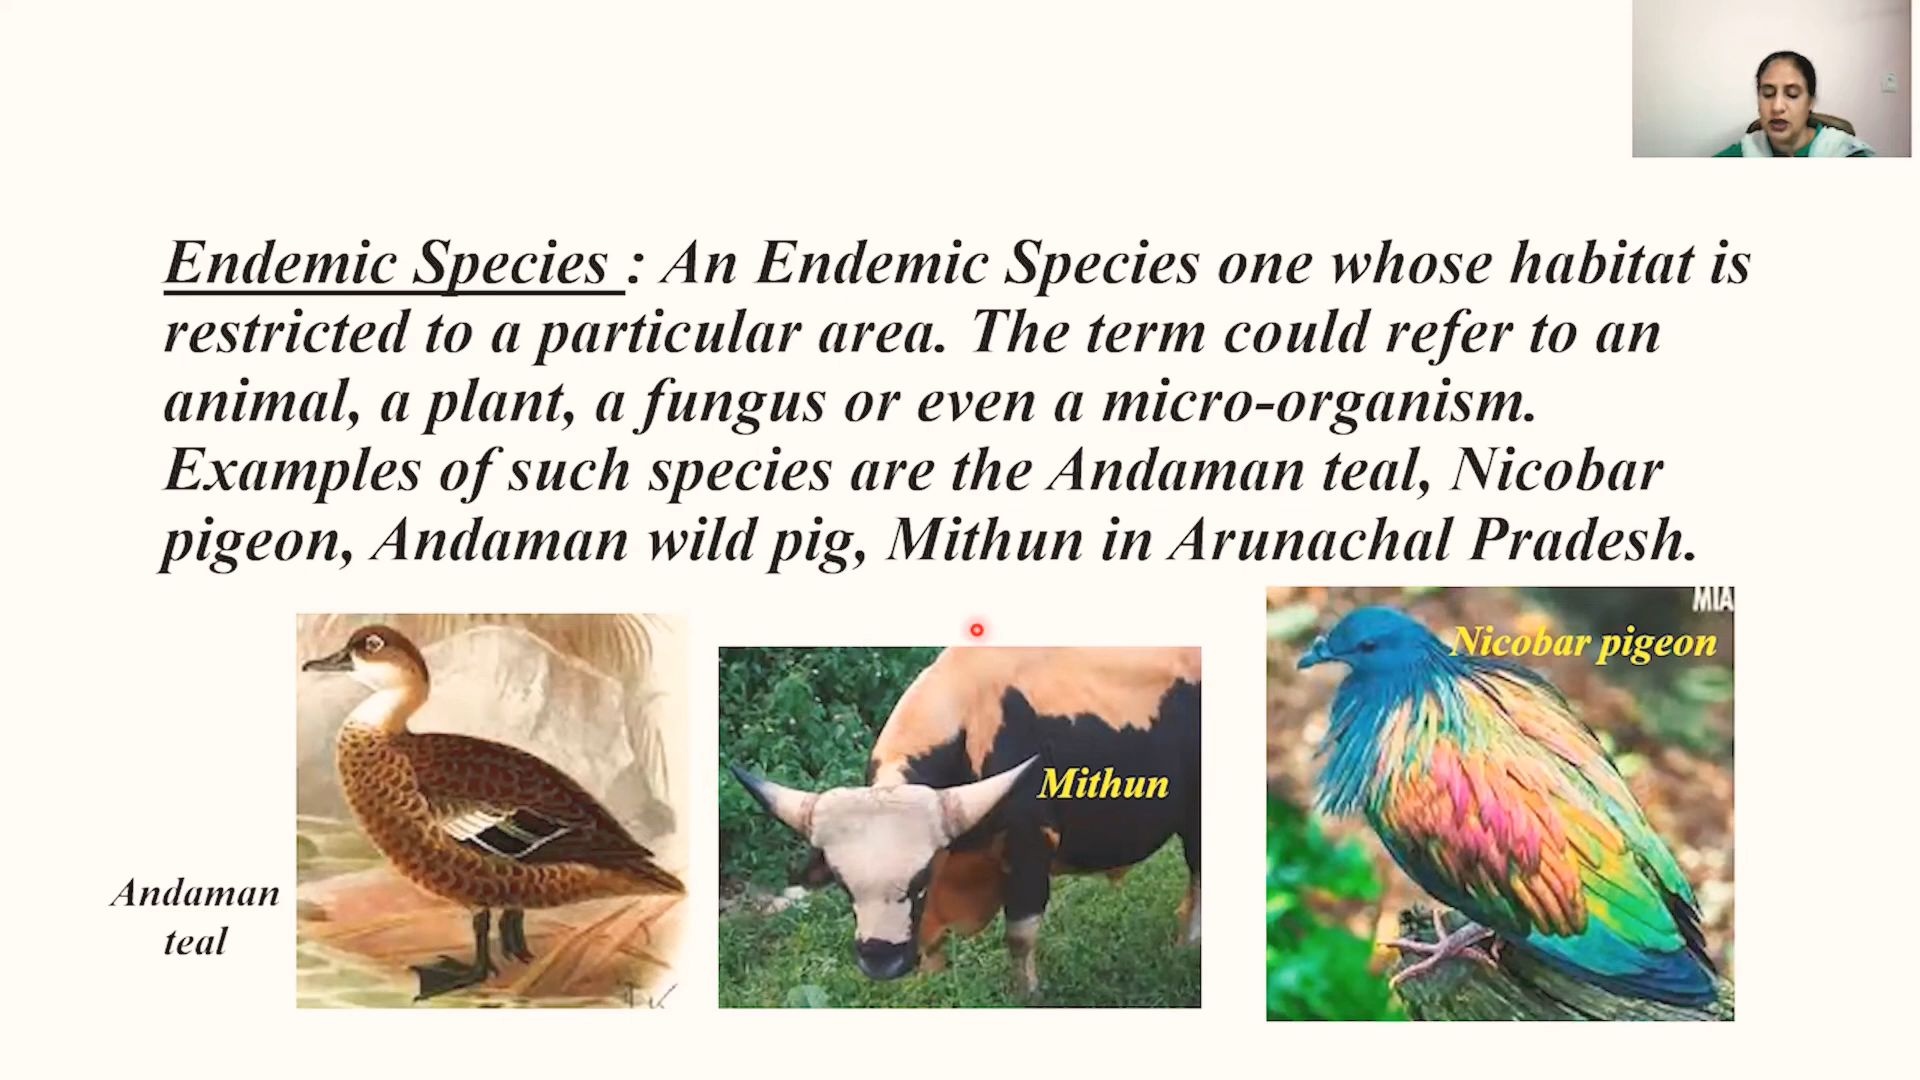 Endemic Species : An Endemic Species one whose habitat is
restricted to a particular area. The term could refer to an
animal, a plant, a fungus or even a micro-organism.
Examples of such species are the Andaman teal, Nicobar
pigeon, Andaman wild pig, Mithun in Arunachal Pradesh.
Andaman
teal
Mithun
MIA
Nicobar pigeon